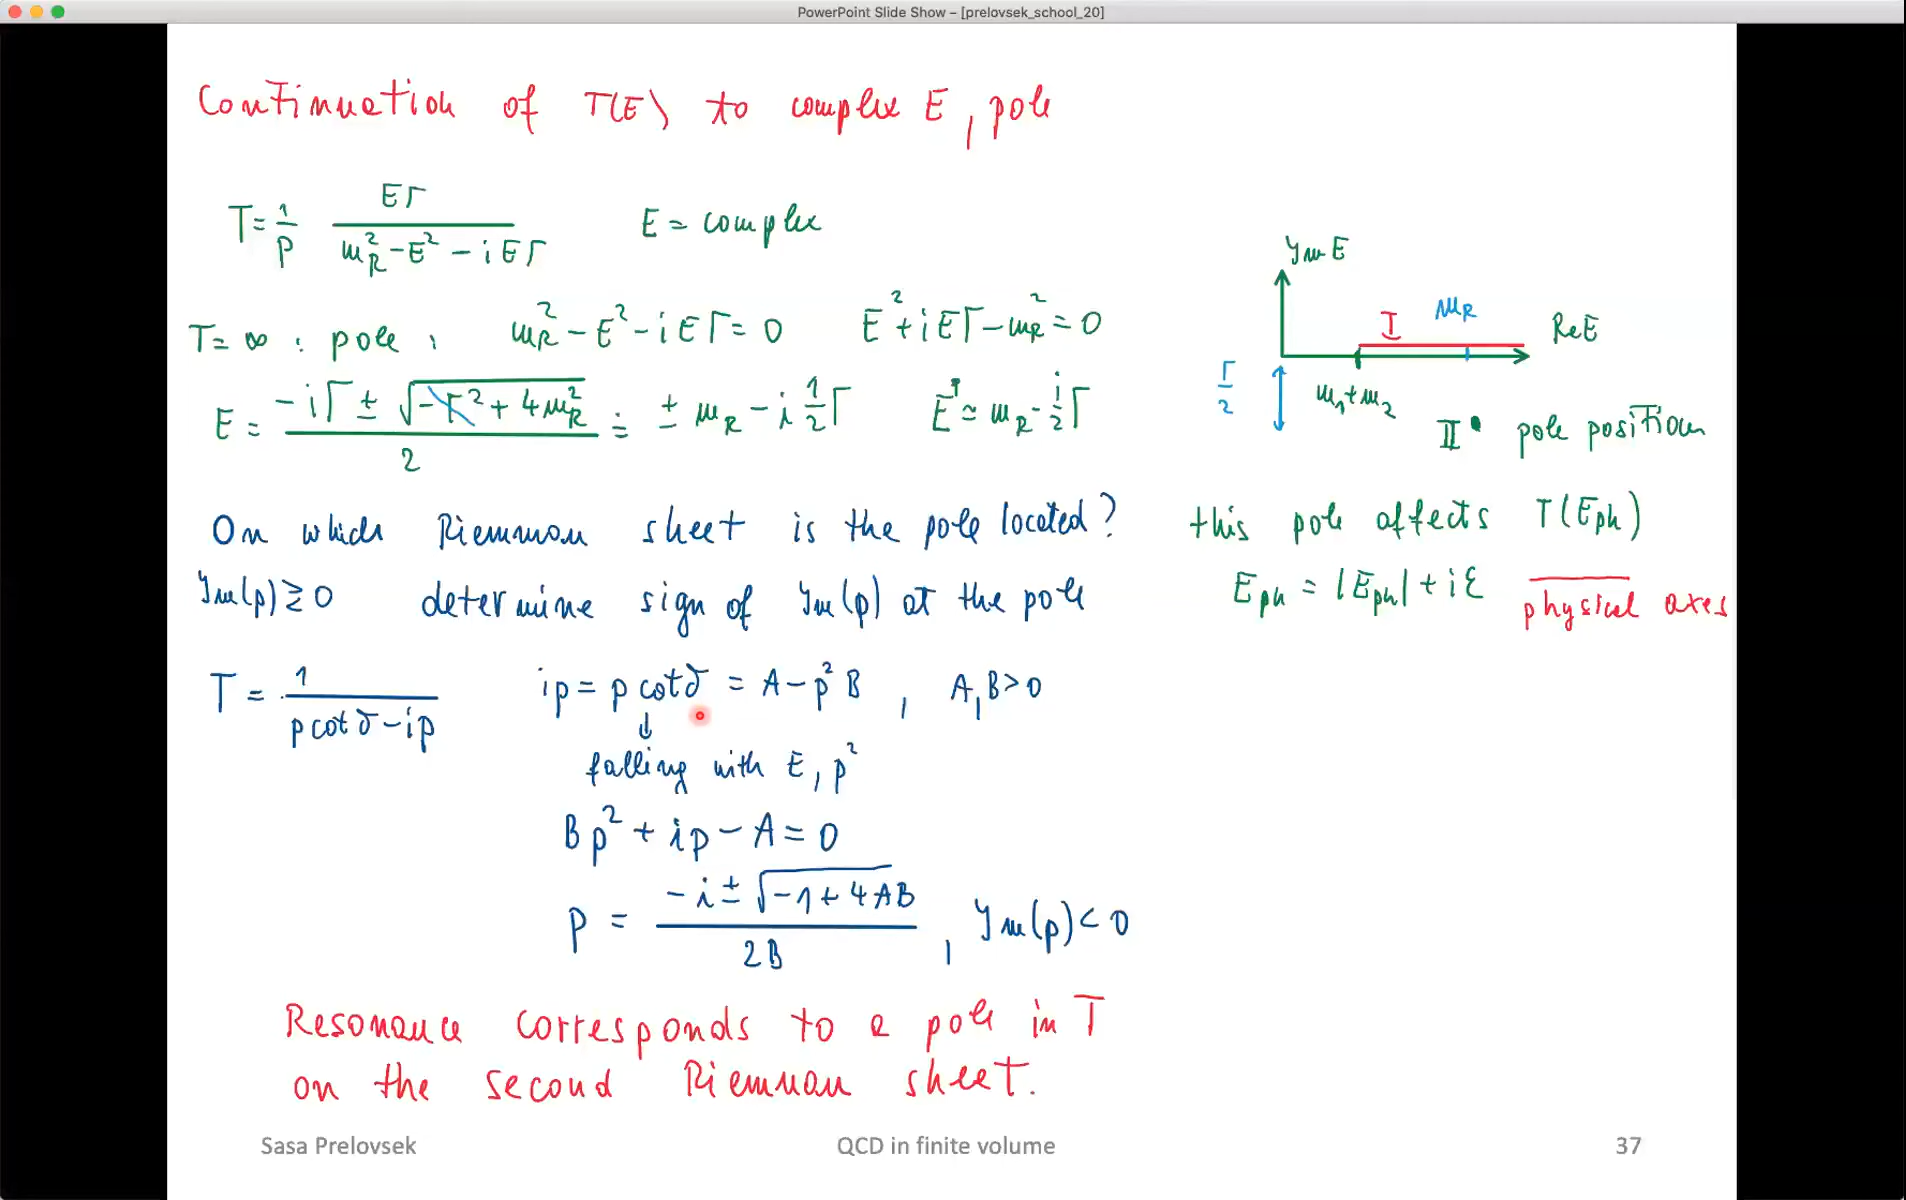 PowerPoint Slide Show – [prelovsek_school_20]
Continuation of T(E) to complex E, pole
T = 1/p EΓ/(m_R² − E² − iEΓ) E = complex
T = ∞ : pole : m_R² − E² − iEΓ = 0 E² + iEΓ − m_R² = 0
E = (−iΓ ± √(−Γ² + 4m_R²))/2 ≐ ± m_R − i ½ Γ E^p ≃ m_R − i/2 Γ
Im E
Re E
I
m_R
Γ/2
m₁+m₂
II pole position
On which Riemman sheet is the pole located?
Im(p) ≷ 0 determine sign of Im(p) at the pole
this pole affects T(E_ph)
E_ph = |E_ph| + iε physical axes
T = 1/(p cot δ − ip) ip = p cot δ = A − p² B , A, B > 0
↓
falling with E, p²
B p² + ip − A = 0
p = (−i ± √(−1 + 4AB))/2B , Im(p) < 0
Resonance corresponds to a pole in T
on the second Riemman sheet.
Sasa Prelovsek
QCD in finite volume
37